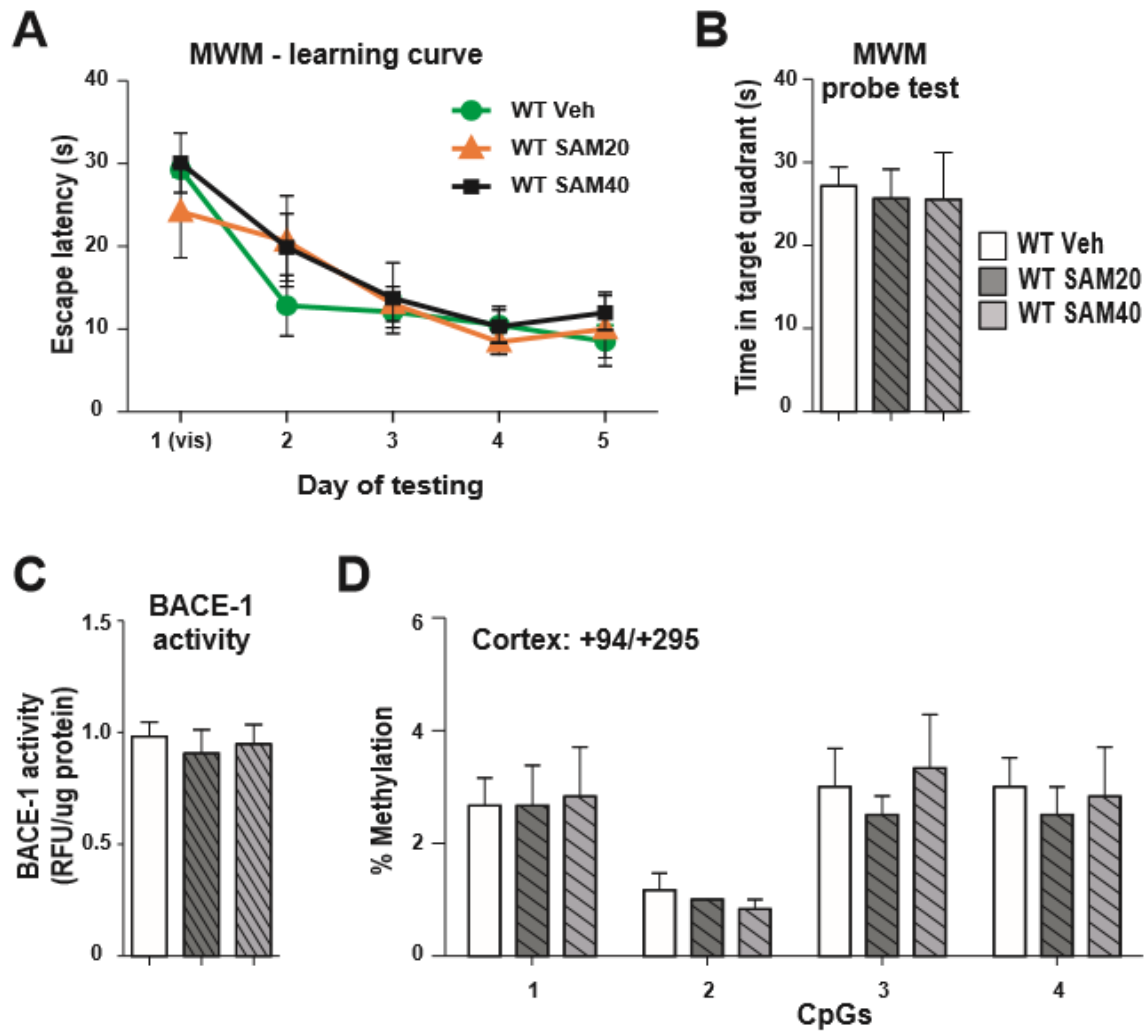 A
MWM - learning curve
Escape latency (s)
40
30
20
10
0
WT Veh
WT SAM20
WT SAM40
1 (vis)
2
3
4
5
Day of testing
B
MWM
probe test
Time in target quadrant (s)
40
30
20
10
0
WT Veh
WT SAM20
WT SAM40
C
BACE-1
activity
BACE-1 activity
(RFU/ug protein)
1.5
1.0
0.5
0
D
Cortex: +94/+295
% Methylation
6
4
2
0
1
2
3
4
CpGs